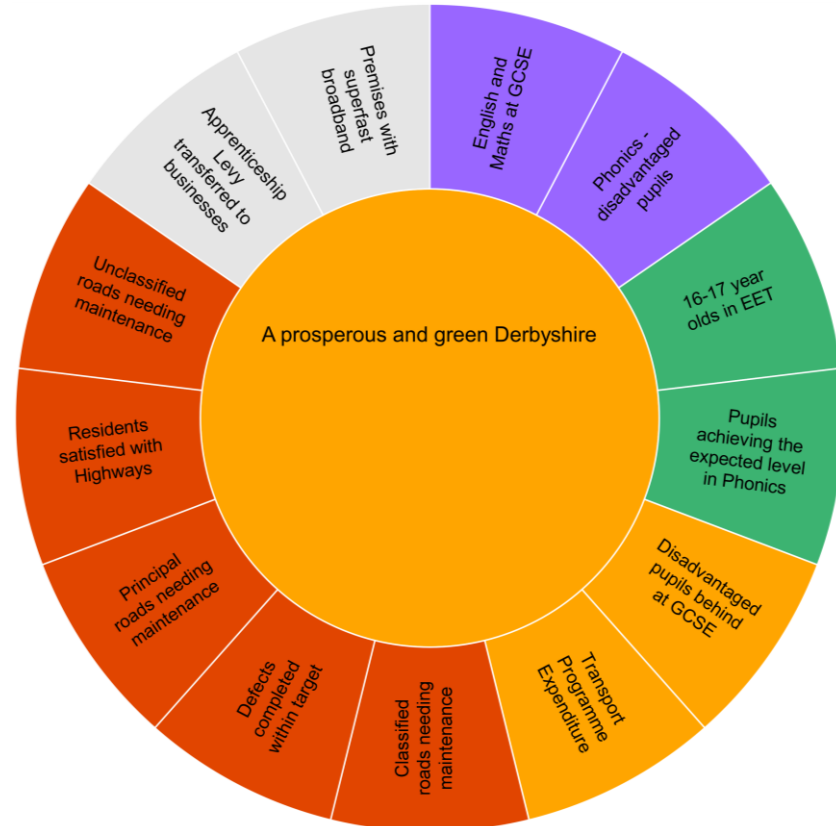 A prosperous and green Derbyshire
English and
Maths at GCSE
Phonics -
disadvantaged
pupils
16-17 year
olds in EET
Pupils
achieving the
expected level
in Phonics
Disadvantaged
pupils behind
at GCSE
Transport
Programme
Expenditure
Classified
roads needing
maintenance
Defects
completed
within target
Principal
roads needing
maintenance
Residents
satisfied with
Highways
Unclassified
roads needing
maintenance
Apprenticeship
Levy
transferred to
businesses
Premises with
superfast
broadband